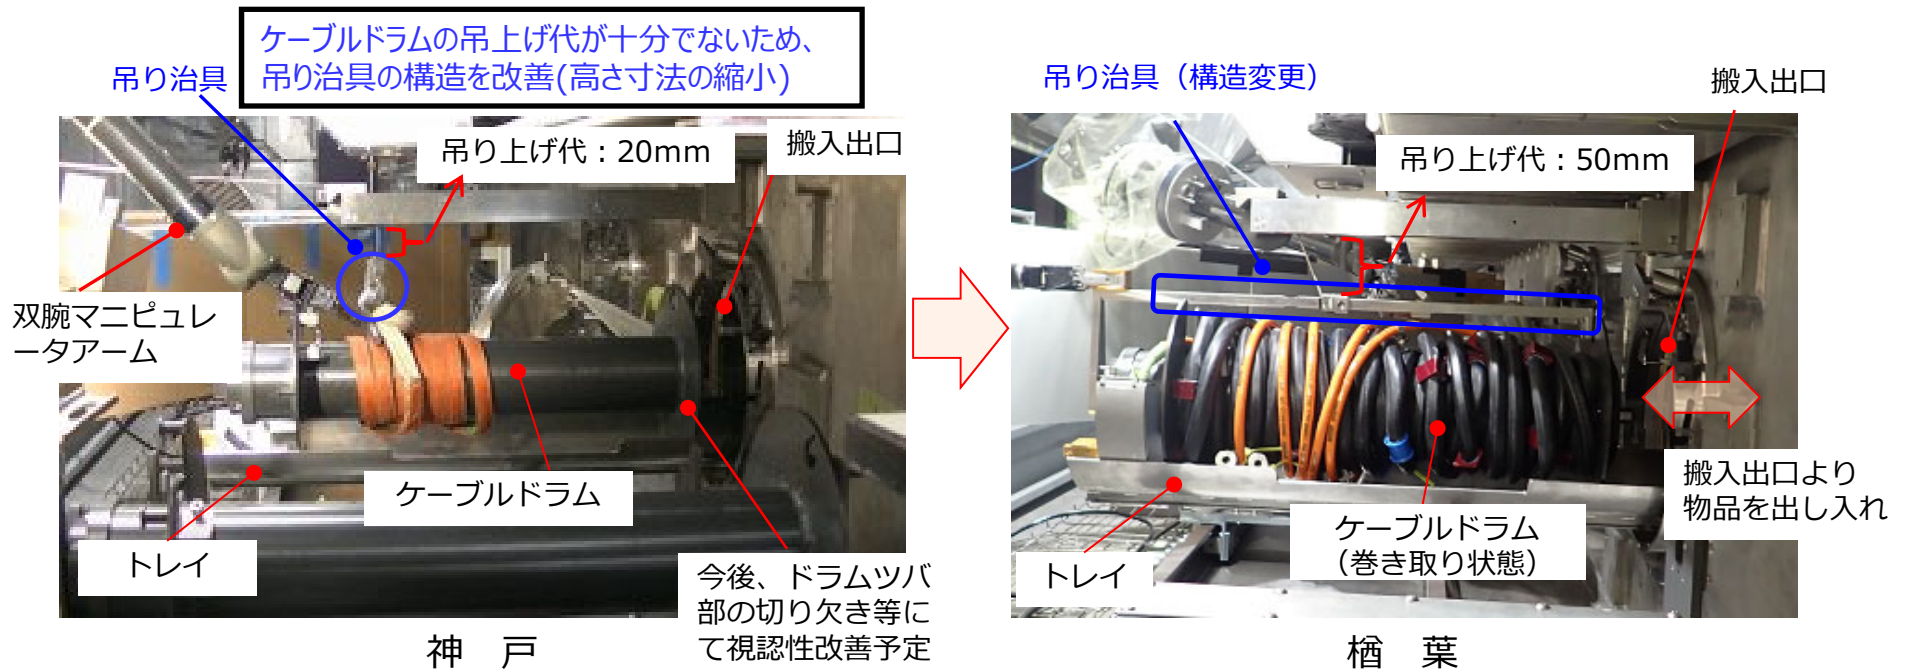 ケーブルドラムの吊上げ代が十分でないため、
吊り治具の構造を改善(高さ寸法の縮小)
吊り治具
吊り上げ代：20mm
搬入出口
双腕マニピュレ
ータアーム
ケーブルドラム
トレイ
今後、ドラムツバ
部の切り欠き等に
て視認性改善予定
神　戸
吊り治具（構造変更）
搬入出口
吊り上げ代：50mm
搬入出口より
物品を出し入れ
ケーブルドラム
（巻き取り状態）
トレイ
楢　葉